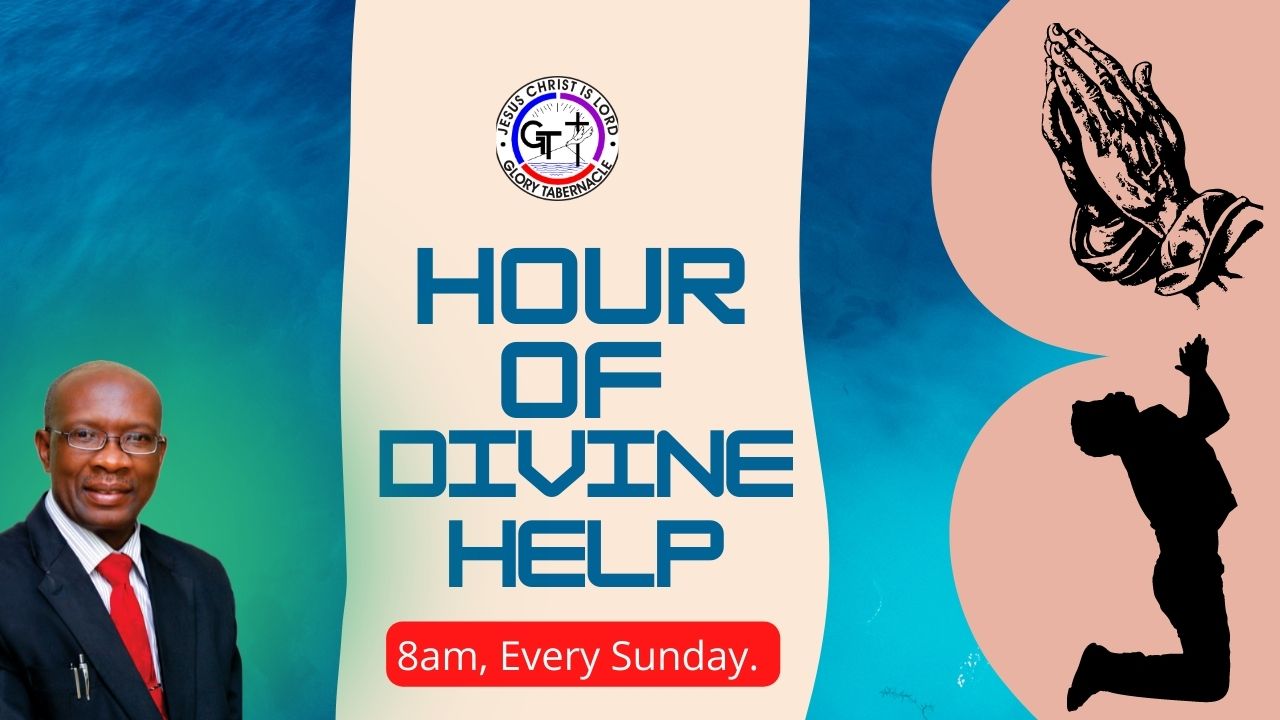 JESUS CHRIST IS LORD
GT
GLORY TABERNACLE
HOUR
OF
DIVINE
HELP
8am, Every Sunday.